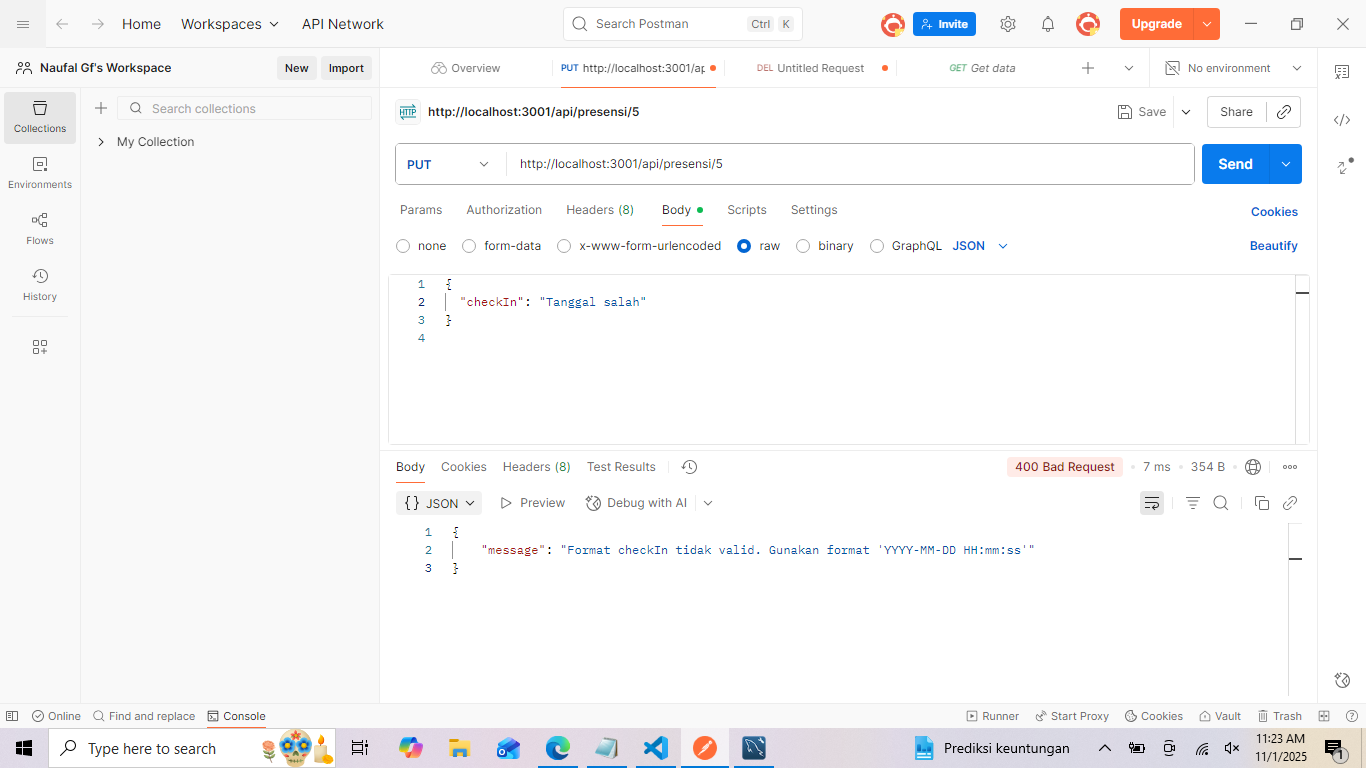 Home Workspaces API Network Search Postman Ctrl K Invite Upgrade
Naufal Gf's Workspace New Import Overview PUT http://localhost:3001/ap DEL Untitled Request GET Get data No environment
Collections Search collections HTTP http://localhost:3001/api/presensi/5 Save Share
My Collection
Environments PUT http://localhost:3001/api/presensi/5 Send
Flows Params Authorization Headers (8) Body Scripts Settings Cookies
none form-data x-www-form-urlencoded raw binary GraphQL JSON Beautify
History
1 {
2 "checkIn": "Tanggal salah"
3 }
4
Body Cookies Headers (8) Test Results 400 Bad Request 7 ms 354 B
{} JSON Preview Debug with AI
1 {
2 "message": "Format checkIn tidak valid. Gunakan format 'YYYY-MM-DD HH:mm:ss'"
3 }
Online Find and replace Console Runner Start Proxy Cookies Vault Trash
Type here to search Prediksi keuntungan 11:23 AM
11/1/2025 1